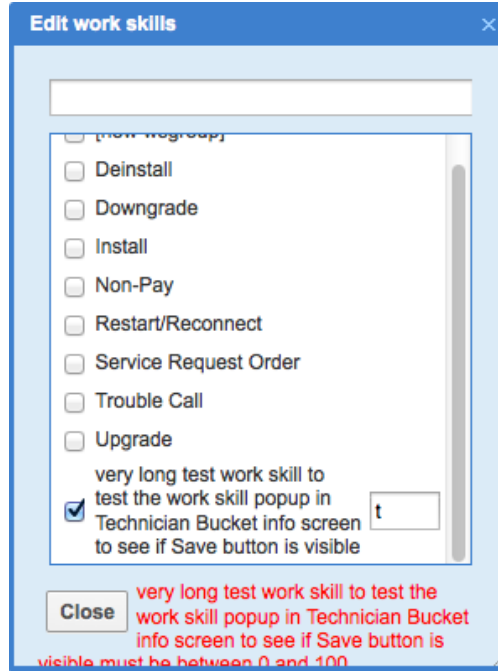 Edit work skills
×
[new wsgroup]
Deinstall
Downgrade
Install
Non-Pay
Restart/Reconnect
Service Request Order
Trouble Call
Upgrade
very long test work skill to
test the work skill popup in
Technician Bucket info screen
to see if Save button is visible
t
Close
very long test work skill to test the
work skill popup in Technician Bucket
info screen to see if Save button is
visible must be between 0 and 100